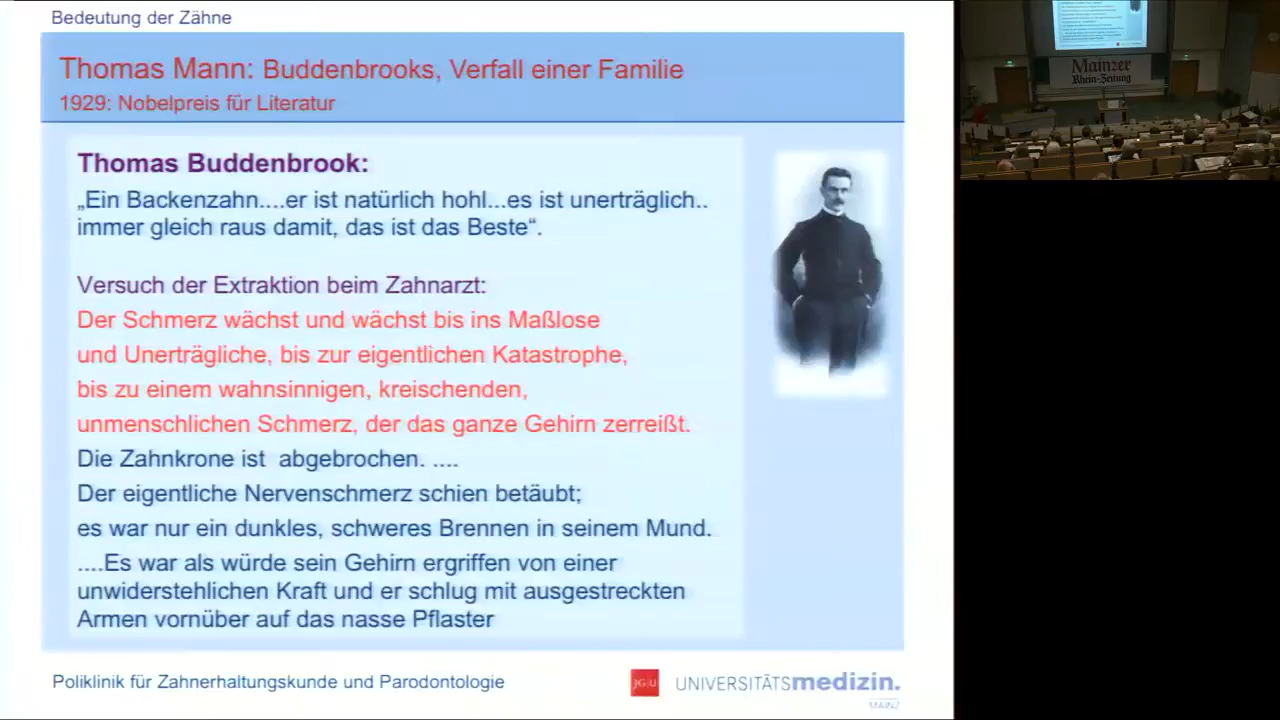 Bedeutung der Zähne
Thomas Mann: Buddenbrooks, Verfall einer Familie
1929: Nobelpreis für Literatur
Thomas Buddenbrook:
„Ein Backenzahn....er ist natürlich hohl...es ist unerträglich..
immer gleich raus damit, das ist das Beste“.
Versuch der Extraktion beim Zahnarzt:
Der Schmerz wächst und wächst bis ins Maßlose
und Unerträgliche, bis zur eigentlichen Katastrophe,
bis zu einem wahnsinnigen, kreischenden,
unmenschlichen Schmerz, der das ganze Gehirn zerreißt.
Die Zahnkrone ist  abgebrochen. ....
Der eigentliche Nervenschmerz schien betäubt;
es war nur ein dunkles, schweres Brennen in seinem Mund.
....Es war als würde sein Gehirn ergriffen von einer
unwiderstehlichen Kraft und er schlug mit ausgestreckten
Armen vornüber auf das nasse Pflaster
Poliklinik für Zahnerhaltungskunde und Parodontologie
JG|U UNIVERSITÄTSmedizin.
MAINZ
Mainzer
Rhein-Zeitung